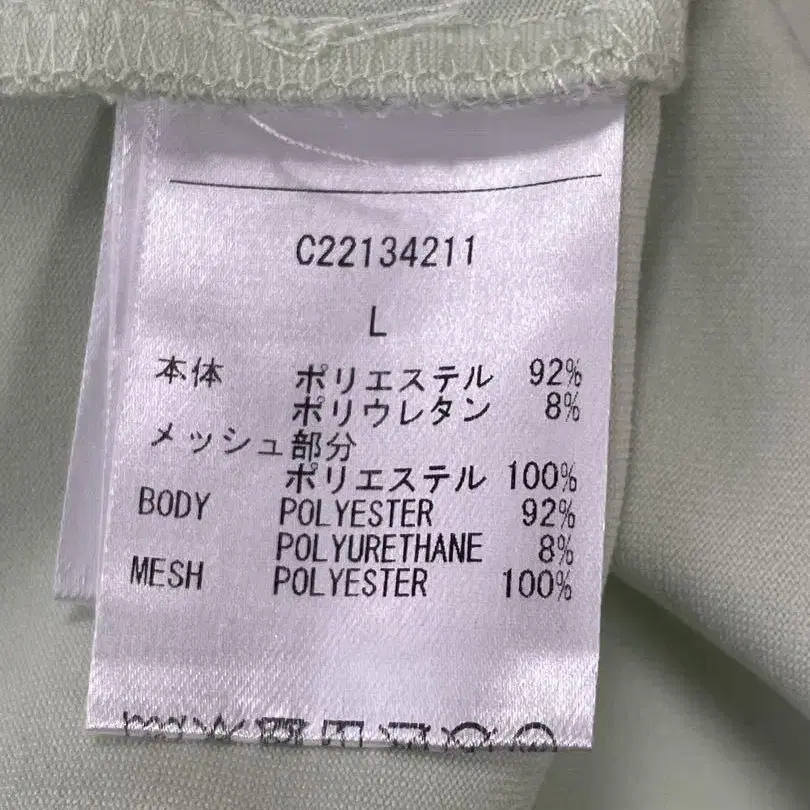 C22134211
L
本体 ポリエステル 92%
ポリウレタン 8%
メッシュ部分
ポリエステル 100%
BODY POLYESTER 92%
POLYURETHANE 8%
MESH POLYESTER 100%